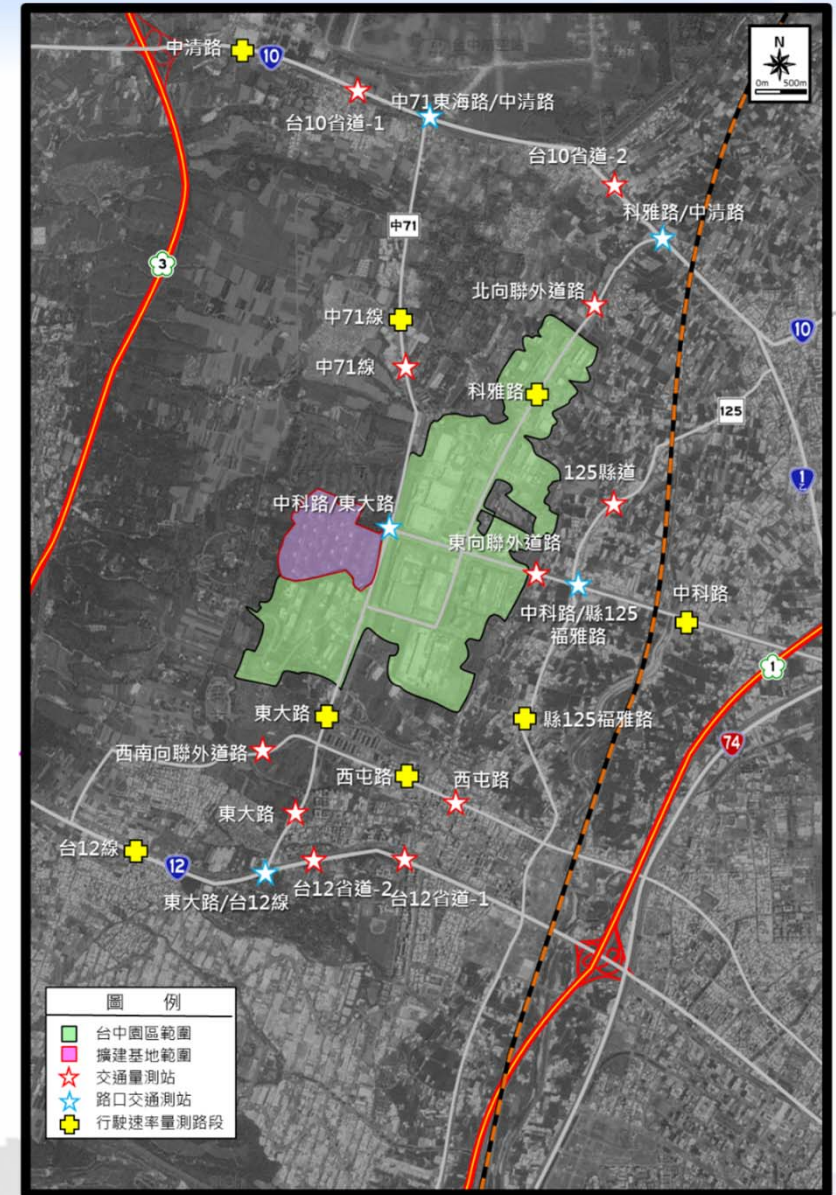 N
0m 500m
中清路
10
台10省道-1
中71東海路/中清路
台10省道-2
科雅路/中清路
中71
3
北向聯外道路
中71線
10
中71線
科雅路
125
125縣道
1乙
中科路/東大路
東向聯外道路
中科路/縣125
福雅路
中科路
1
東大路
縣125福雅路
74
西南向聯外道路
西屯路
西屯路
東大路
台12線
12
台12省道-2
台12省道-1
東大路/台12線
圖 例
台中園區範圍
擴建基地範圍
交通量測站
路口交通測站
行駛速率量測路段